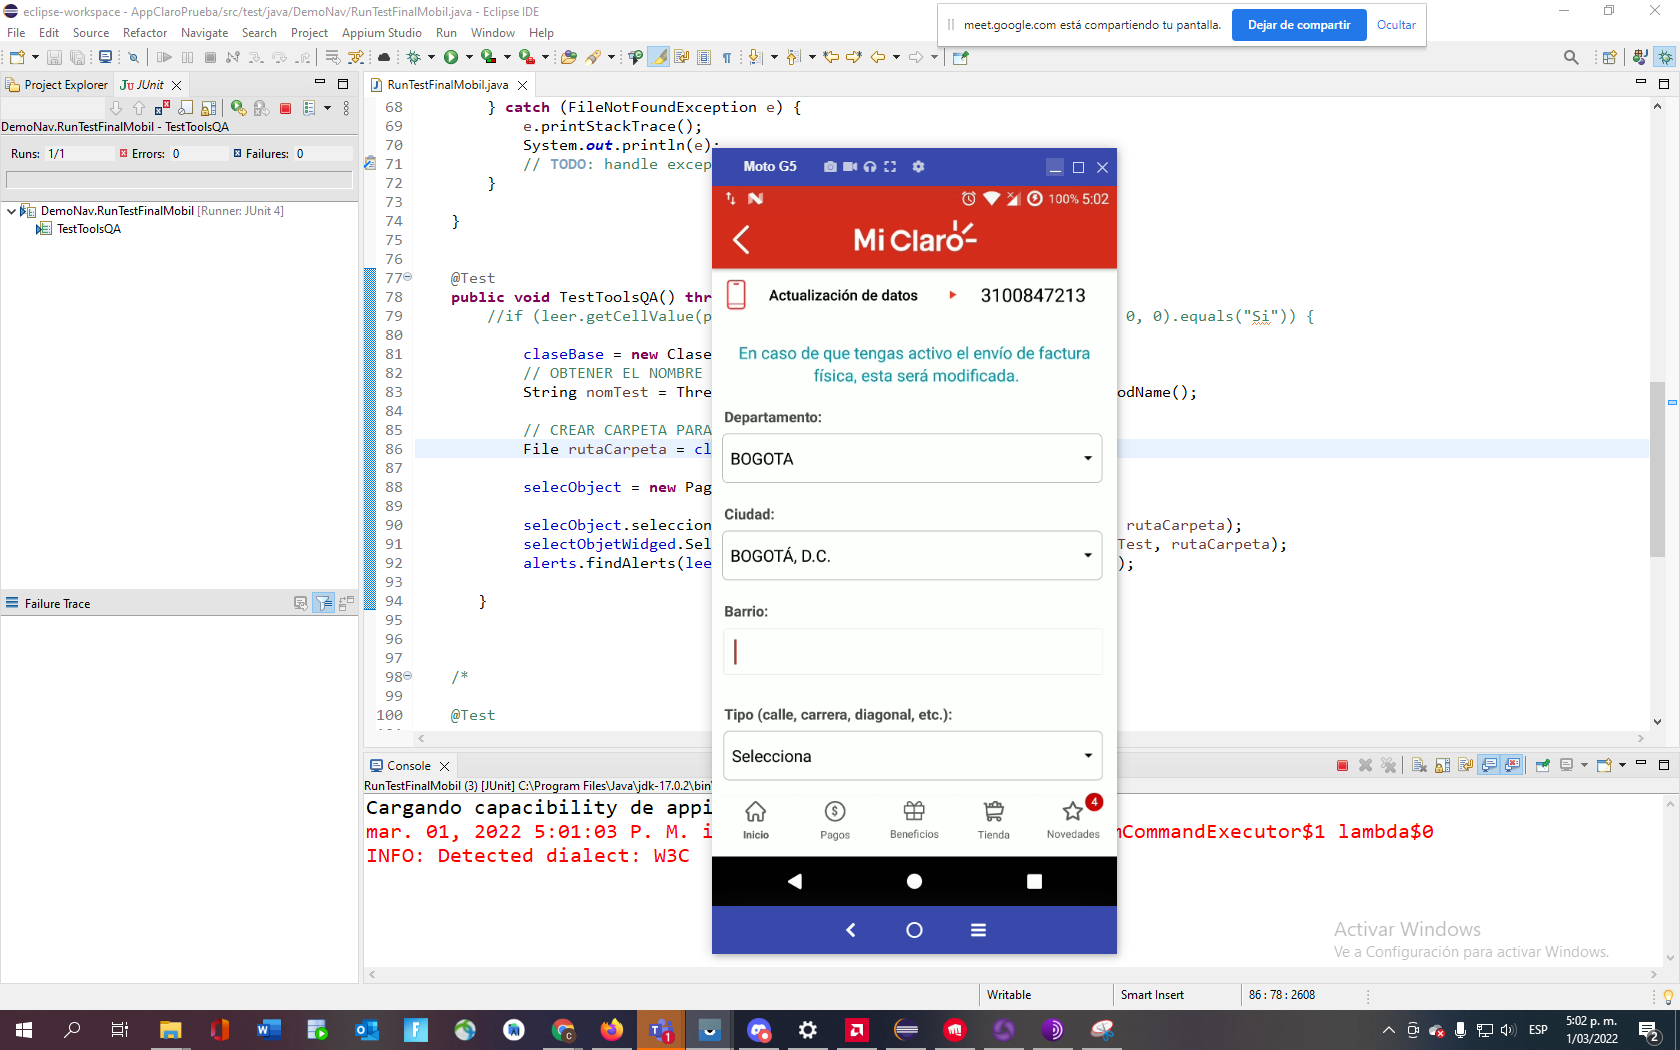 eclipse-workspace - AppClaroPrueba/src/test/java/DemoNav/RunTestFinalMobil.java - Eclipse IDE
meet.google.com está compartiendo tu pantalla.
Dejar de compartir
Ocultar
File Edit Source Refactor Navigate Search Project Appium Studio Run Window Help
Project Explorer
JUnit
RunTestFinalMobil.java
DemoNav.RunTestFinalMobil - TestToolsQA
Runs: 1/1 Errors: 0 Failures: 0
DemoNav.RunTestFinalMobil [Runner: JUnit 4]
TestToolsQA
Failure Trace
68 } catch (FileNotFoundException e) {
69 e.printStackTrace();
70 System.out.println(e);
71 // TODO: handle excep
72 }
73
74 }
75
76
77 @Test
78 public void TestToolsQA() thr
79 //if (leer.getCellValue(p 0, 0).equals("Si")) {
80
81 claseBase = new Clase
82 // OBTENER EL NOMBRE
83 String nomTest = Thre odName();
84
85 // CREAR CARPETA PARA
86 File rutaCarpeta = cl
87
88 selecObject = new Pag
89
90 selecObject.seleccion rutaCarpeta);
91 selectObjetWidged.Sel Test, rutaCarpeta);
92 alerts.findAlerts(lee );
93
94 }
95
96
97
98 /*
99
100 @Test
Moto G5
100% 5:02
Mi Claro
Actualización de datos 3100847213
En caso de que tengas activo el envío de factura
física, esta será modificada.
Departamento:
BOGOTA
Ciudad:
BOGOTÁ, D.C.
Barrio:
Tipo (calle, carrera, diagonal, etc.):
Selecciona
4
Inicio Pagos Beneficios Tienda Novedades
Console
RunTestFinalMobil (3) [JUnit] C:\Program Files\Java\jdk-17.0.2\bin\
Cargando capacibility de appi
mar. 01, 2022 5:01:03 P. M. i mCommandExecutor$1 lambda$0
INFO: Detected dialect: W3C
Activar Windows
Ve a Configuración para activar Windows.
Writable Smart Insert 86 : 78 : 2608
ESP
5:02 p. m.
1/03/2022
2